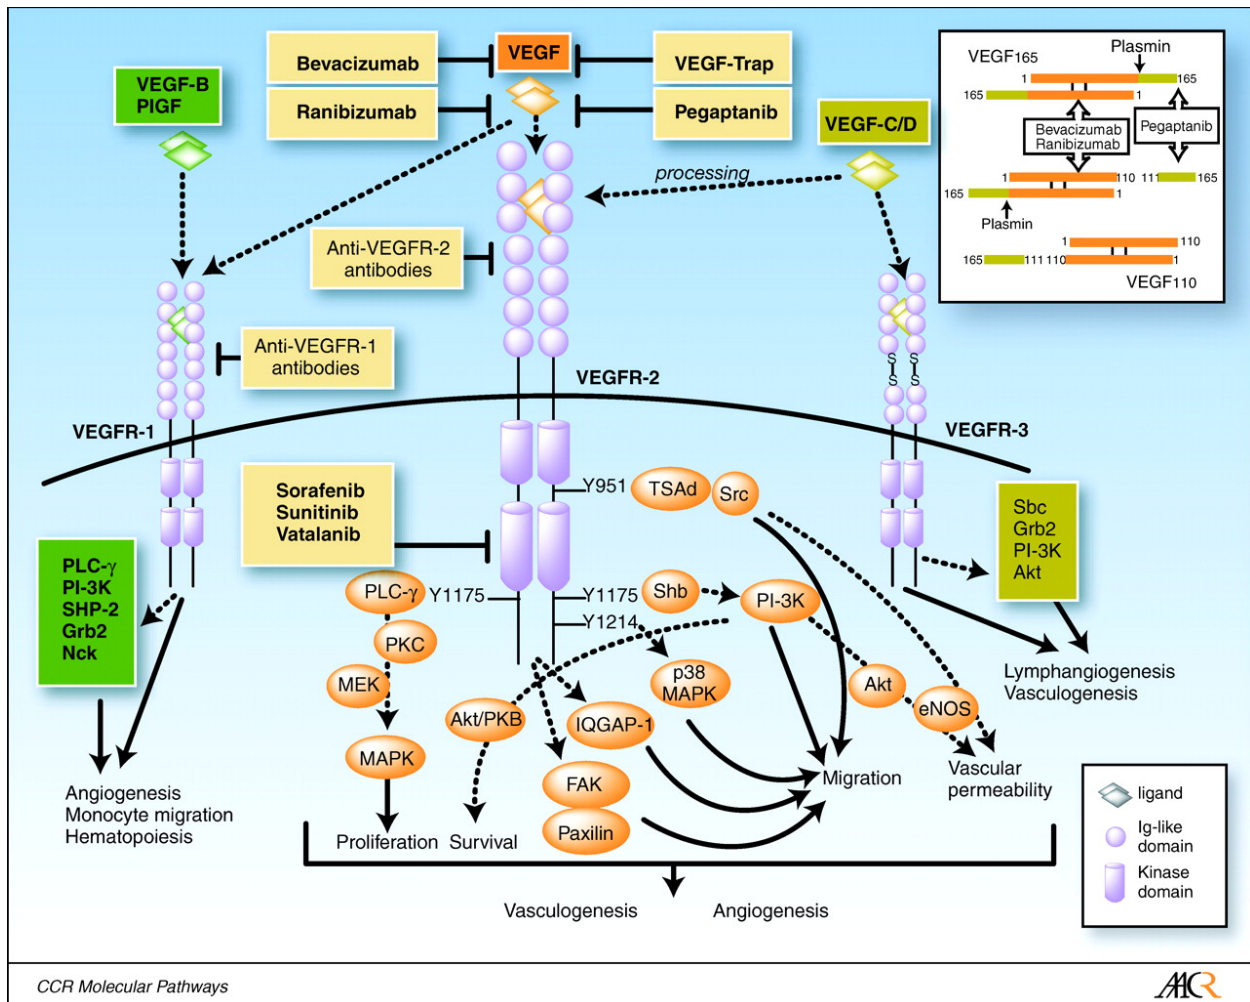 Bevacizumab
VEGF
VEGF-Trap
Ranibizumab
Pegaptanib
VEGF-B
PlGF
VEGF-C/D
processing
Anti-VEGFR-2
antibodies
Anti-VEGFR-1
antibodies
VEGFR-1
VEGFR-2
VEGFR-3
S
S
S
S
Plasmin
VEGF165
1
165
165
1
Bevacizumab
Ranibizumab
Pegaptanib
1
110
111
165
165
1
Plasmin
1
110
165
111
110
1
VEGF110
Sorafenib
Sunitinib
Vatalanib
Y951
TSAd
Src
PLC-γ
PI-3K
SHP-2
Grb2
Nck
Sbc
Grb2
PI-3K
Akt
PLC-γ
Y1175
Y1175
Shb
PI-3K
Y1214
PKC
MEK
MAPK
Akt/PKB
IQGAP-1
p38
MAPK
FAK
Paxilin
Akt
eNOS
Angiogenesis
Monocyte migration
Hematopoiesis
Proliferation
Survival
Migration
Vascular
permeability
Lymphangiogenesis
Vasculogenesis
Vasculogenesis
Angiogenesis
ligand
Ig-like
domain
Kinase
domain
CCR Molecular Pathways
AACR